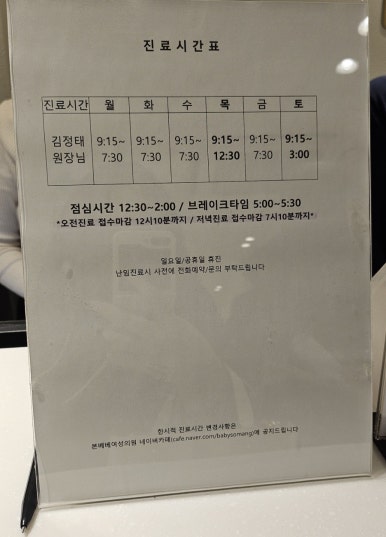 진료시간표
진료시간 월 화 수 목 금 토
김정태 9:15~ 9:15~ 9:15~ 9:15~ 9:15~ 9:15~
원장님 7:30 7:30 7:30 12:30 7:30 3:00
점심시간 12:30~2:00 / 브레이크타임 5:00~5:30
*오전진료 접수마감 12시10분까지 / 저녁진료 접수마감 7시10분까지*
일요일/공휴일 휴진
난임진료시 사전에 전화예약/문의 부탁드립니다
한시적 진료시간 변경사항은
본베베여성의원 네이버카페(cafe.naver.com/babysomang)에 공지드립니다